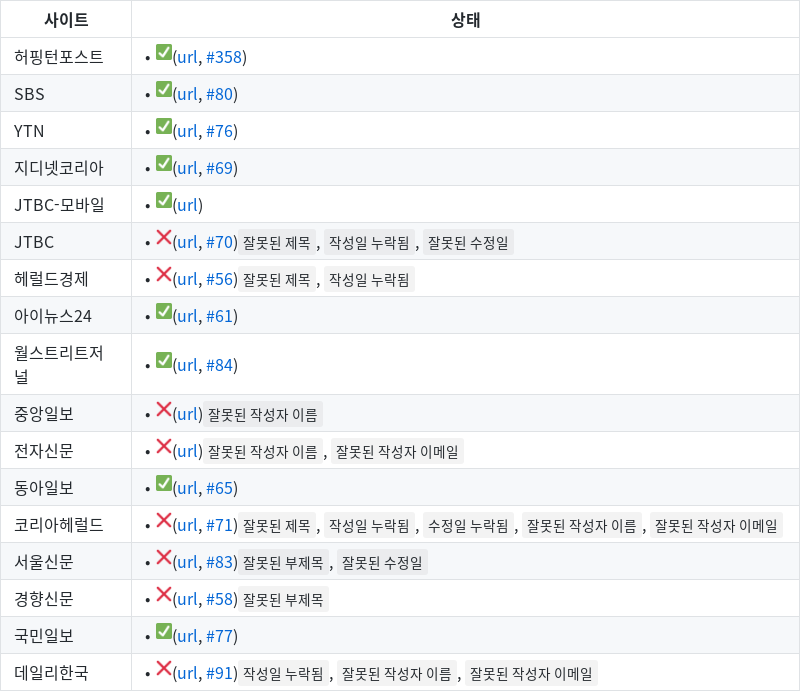 사이트 상태
허핑턴포스트 • ✅(url, #358)
SBS • ✅(url, #80)
YTN • ✅(url, #76)
지디넷코리아 • ✅(url, #69)
JTBC-모바일 • ✅(url)
JTBC • ❌(url, #70) 잘못된 제목 , 작성일 누락됨 , 잘못된 수정일
헤럴드경제 • ❌(url, #56) 잘못된 제목 , 작성일 누락됨
아이뉴스24 • ✅(url, #61)
월스트리트저
널 • ✅(url, #84)
중앙일보 • ❌(url) 잘못된 작성자 이름
전자신문 • ❌(url) 잘못된 작성자 이름 , 잘못된 작성자 이메일
동아일보 • ✅(url, #65)
코리아헤럴드 • ❌(url, #71) 잘못된 제목 , 작성일 누락됨 , 수정일 누락됨 , 잘못된 작성자 이름 , 잘못된 작성자 이메일
서울신문 • ❌(url, #83) 잘못된 부제목 , 잘못된 수정일
경향신문 • ❌(url, #58) 잘못된 부제목
국민일보 • ✅(url, #77)
데일리한국 • ❌(url, #91) 작성일 누락됨 , 잘못된 작성자 이름 , 잘못된 작성자 이메일